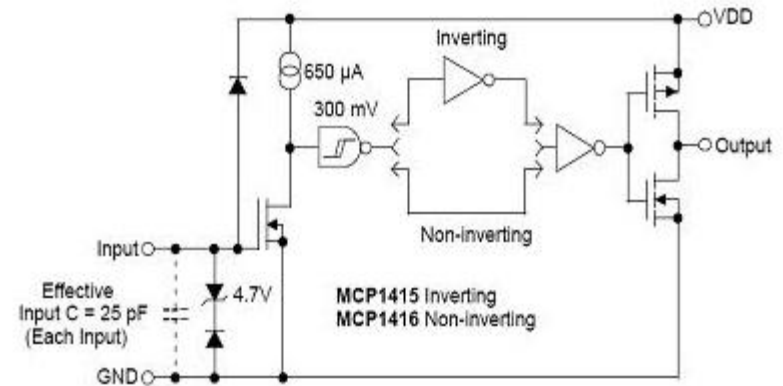 VDD
Inverting
650 µA
300 mV
Output
Non-inverting
Input
Effective
Input C = 25 pF
(Each Input)
4.7V
MCP1415 Inverting
MCP1416 Non-inverting
GND